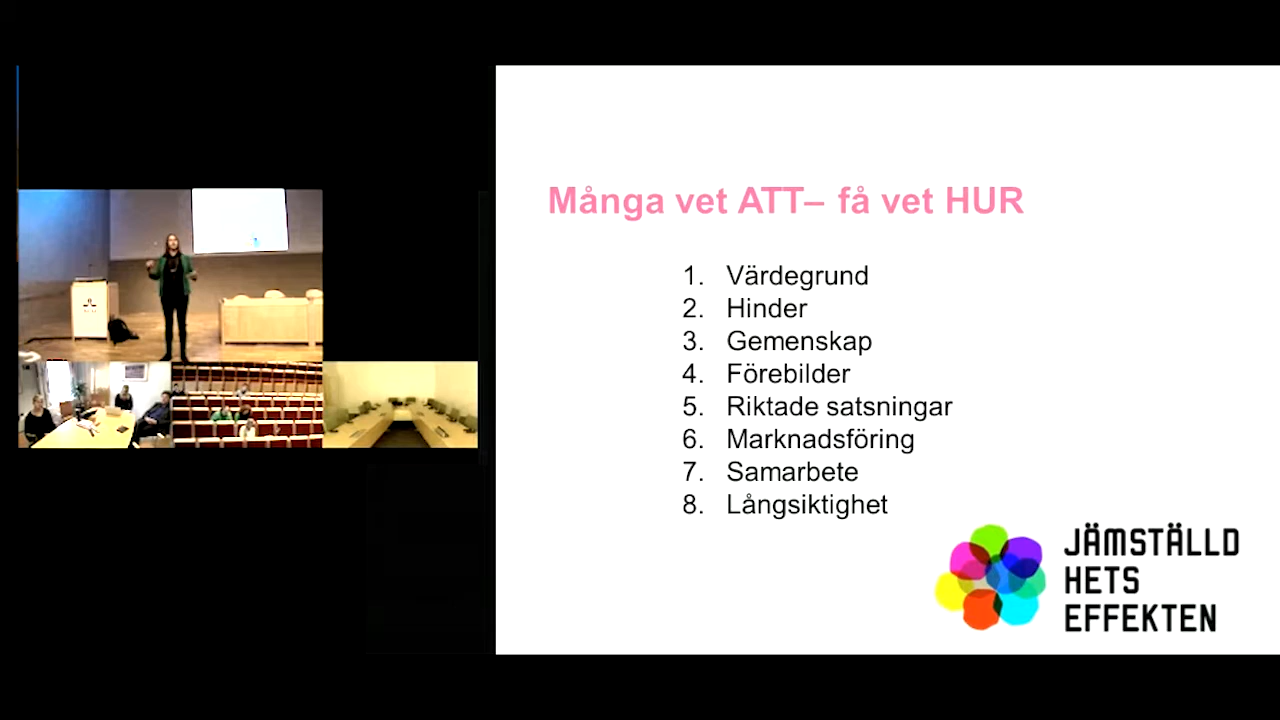 Många vet ATT– få vet HUR
1. Värdegrund
2. Hinder
3. Gemenskap
4. Förebilder
5. Riktade satsningar
6. Marknadsföring
7. Samarbete
8. Långsiktighet
JÄMSTÄLLD
HETS
EFFEKTEN